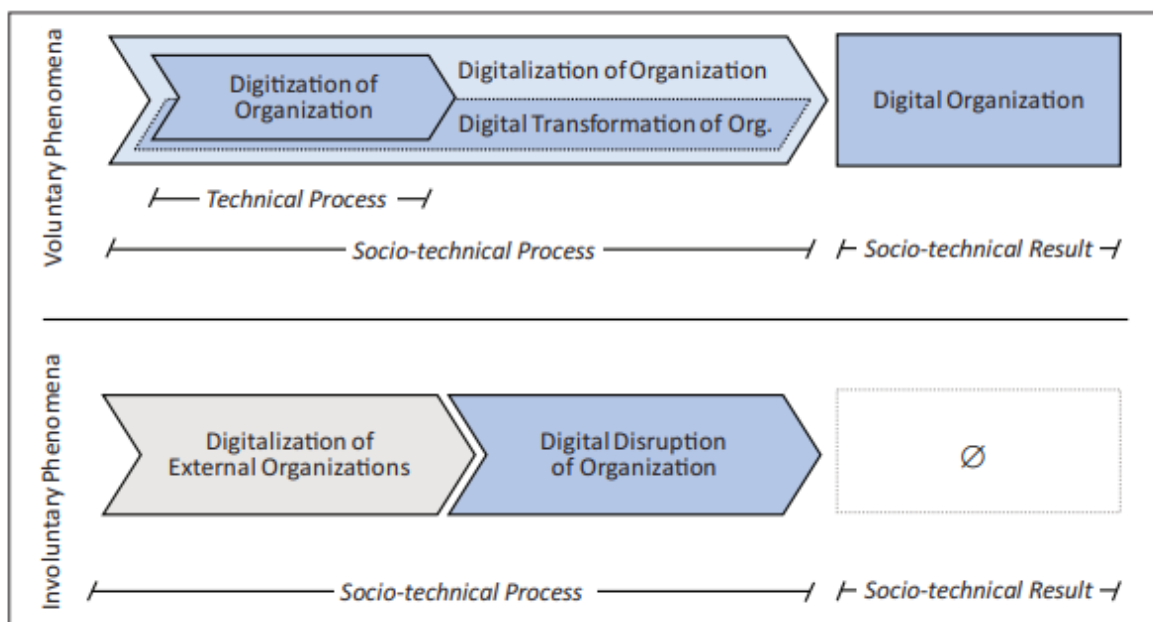 Voluntary Phenomena
Digitization of
Organization
Digitalization of Organization
Digital Transformation of Org.
Digital Organization
Technical Process
Socio-technical Process
Socio-technical Result
Involuntary Phenomena
Digitalization of
External Organizations
Digital Disruption
of Organization
∅
Socio-technical Process
Socio-technical Result